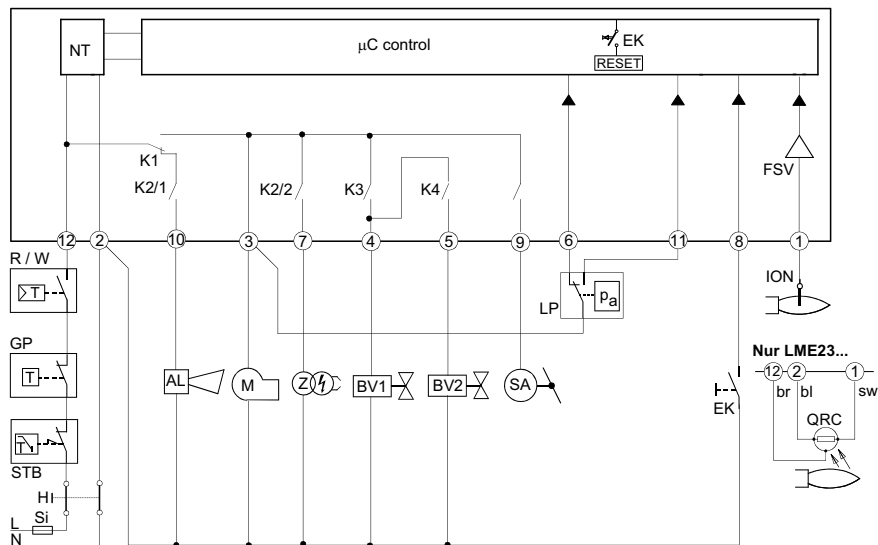 NT
µC control
EK
RESET
K1
K2/1
K2/2
K3
K4
FSV
12
2
10
3
7
4
5
9
6
11
8
1
R / W
T
GP
T
STB
T
H
L
Si
N
AL
M
Z
BV1
BV2
SA
LP
pa
EK
ION
Nur LME23...
12
2
1
br
bl
sw
QRC